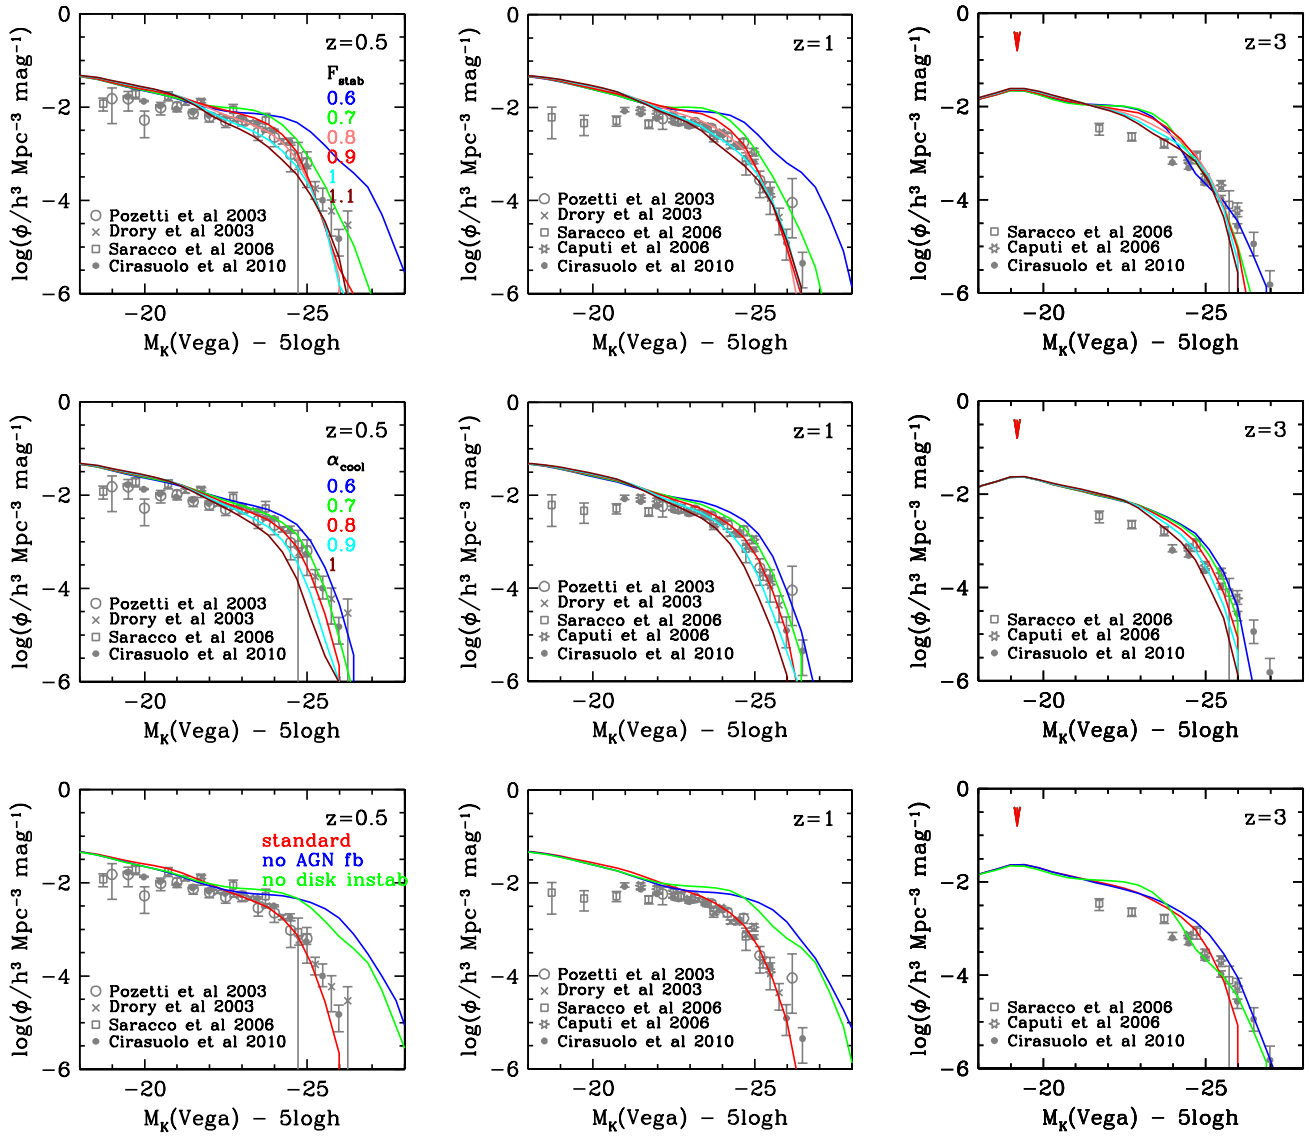 z=0.5
F_stab
0.6
0.7
0.8
0.9
1
1.1
Pozetti et al 2003
Drory et al 2003
Saracco et al 2006
Cirasuolo et al 2010
0
−2
−4
−6
−20
−25
log(ϕ/h³ Mpc⁻³ mag⁻¹)
M_K(Vega) − 5logh
z=1
Pozetti et al 2003
Drory et al 2003
Saracco et al 2006
Caputi et al 2006
Cirasuolo et al 2010
0
−2
−4
−6
−20
−25
log(ϕ/h³ Mpc⁻³ mag⁻¹)
M_K(Vega) − 5logh
z=3
Saracco et al 2006
Caputi et al 2006
Cirasuolo et al 2010
0
−2
−4
−6
−20
−25
log(ϕ/h³ Mpc⁻³ mag⁻¹)
M_K(Vega) − 5logh
z=0.5
α_cool
0.6
0.7
0.8
0.9
1
Pozetti et al 2003
Drory et al 2003
Saracco et al 2006
Cirasuolo et al 2010
0
−2
−4
−6
−20
−25
log(ϕ/h³ Mpc⁻³ mag⁻¹)
M_K(Vega) − 5logh
z=1
Pozetti et al 2003
Drory et al 2003
Saracco et al 2006
Caputi et al 2006
Cirasuolo et al 2010
0
−2
−4
−6
−20
−25
log(ϕ/h³ Mpc⁻³ mag⁻¹)
M_K(Vega) − 5logh
z=3
Saracco et al 2006
Caputi et al 2006
Cirasuolo et al 2010
0
−2
−4
−6
−20
−25
log(ϕ/h³ Mpc⁻³ mag⁻¹)
M_K(Vega) − 5logh
z=0.5
standard
no AGN fb
no disk instab
Pozetti et al 2003
Drory et al 2003
Saracco et al 2006
Cirasuolo et al 2010
0
−2
−4
−6
−20
−25
log(ϕ/h³ Mpc⁻³ mag⁻¹)
M_K(Vega) − 5logh
z=1
Pozetti et al 2003
Drory et al 2003
Saracco et al 2006
Caputi et al 2006
Cirasuolo et al 2010
0
−2
−4
−6
−20
−25
log(ϕ/h³ Mpc⁻³ mag⁻¹)
M_K(Vega) − 5logh
z=3
Saracco et al 2006
Caputi et al 2006
Cirasuolo et al 2010
0
−2
−4
−6
−20
−25
log(ϕ/h³ Mpc⁻³ mag⁻¹)
M_K(Vega) − 5logh